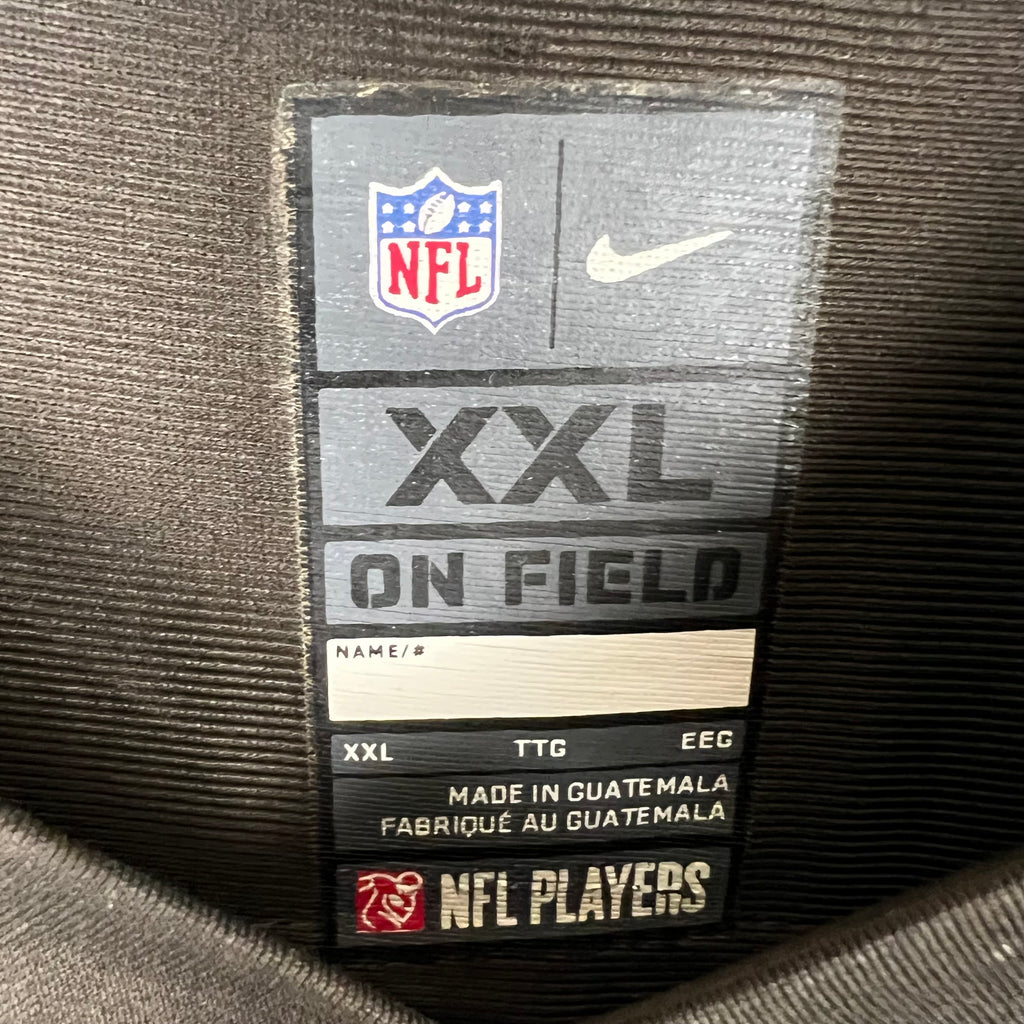 NFL
XXL
ON FIELD
NAME/#
XXL TTG EEG
MADE IN GUATEMALA
FABRIQUÉ AU GUATEMALA
NFL PLAYERS